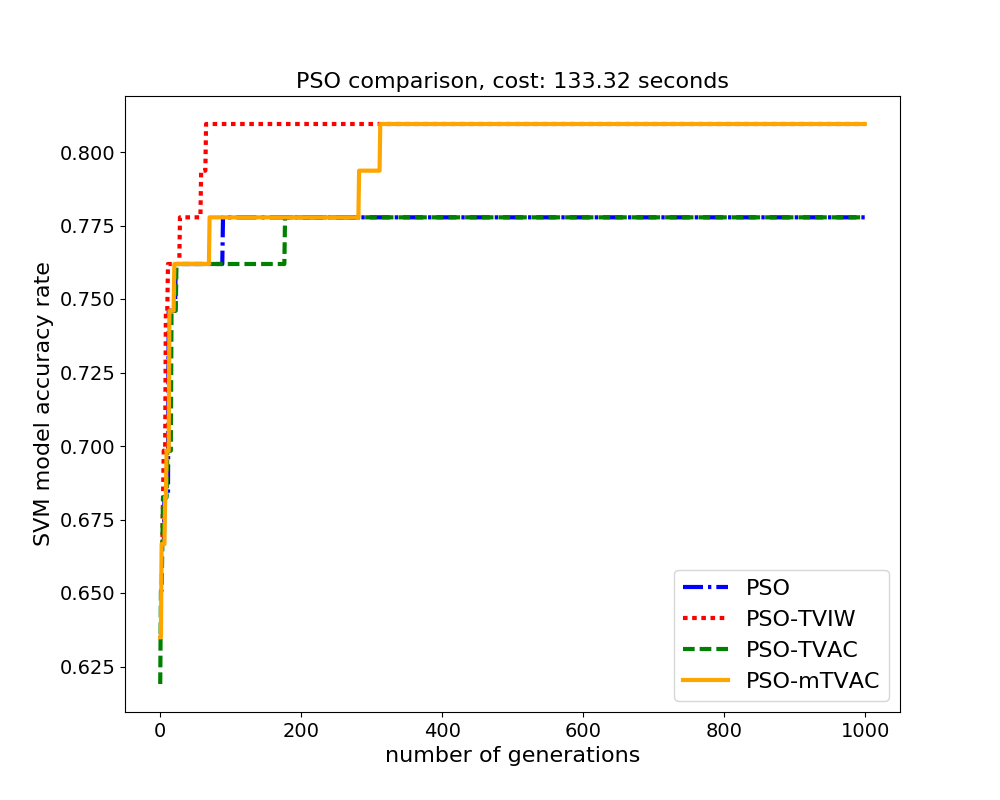 PSO comparison, cost: 133.32 seconds
SVM model accuracy rate
0.800
0.775
0.750
0.725
0.700
0.675
0.650
0.625
0 200 400 600 800 1000
number of generations
PSO
PSO-TVIW
PSO-TVAC
PSO-mTVAC